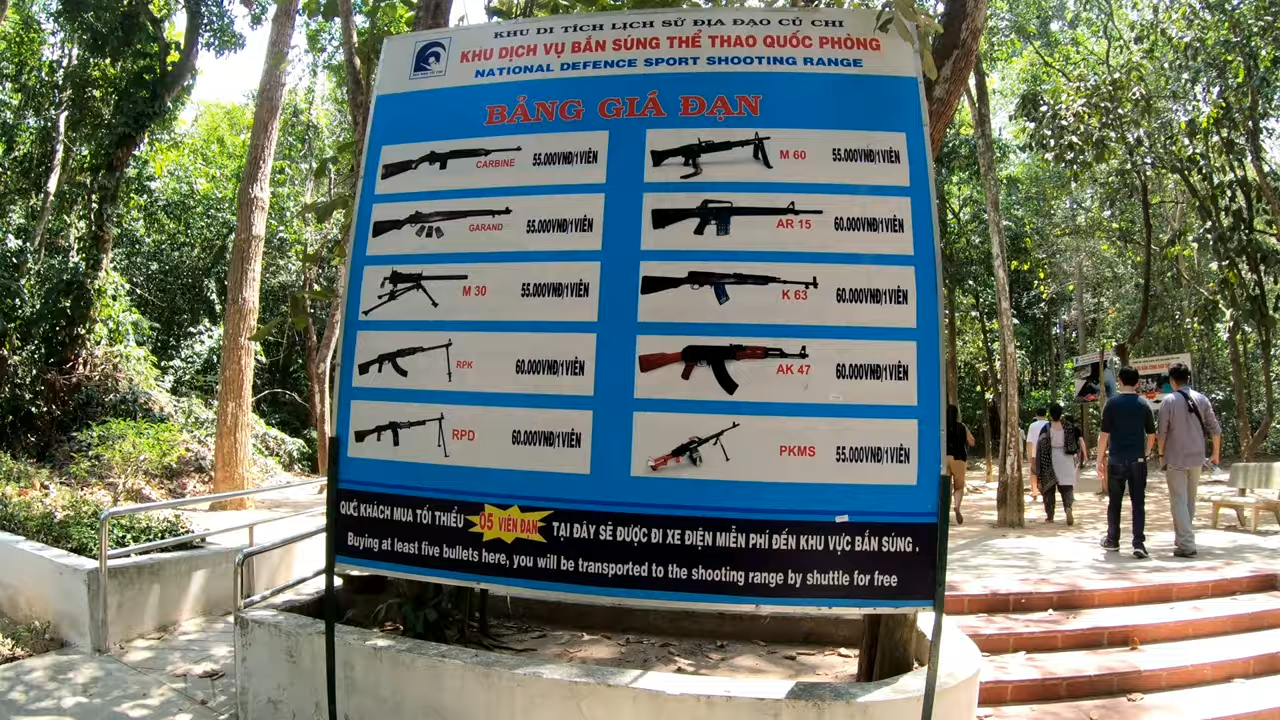 KHU DI TÍCH LỊCH SỬ ĐỊA ĐẠO CỦ CHI
KHU DỊCH VỤ BẮN SÚNG THỂ THAO QUỐC PHÒNG
NATIONAL DEFENCE SPORT SHOOTING RANGE
BẢNG GIÁ ĐẠN
CARBINE 55.000VNĐ/1VIÊN
M 60 55.000VNĐ/1VIÊN
GARAND 55.000VNĐ/1VIÊN
AR 15 60.000VNĐ/1VIÊN
M 30 55.000VNĐ/1VIÊN
K 63 60.000VNĐ/1VIÊN
RPK 60.000VNĐ/1VIÊN
AK 47 60.000VNĐ/1VIÊN
RPD 60.000VNĐ/1VIÊN
PKMS 55.000VNĐ/1VIÊN
QUÝ KHÁCH MUA TỐI THIỂU 05 VIÊN ĐẠN TẠI ĐÂY SẼ ĐƯỢC ĐI XE ĐIỆN MIỄN PHÍ ĐẾN KHU VỰC BẮN SÚNG .
Buying at least five bullets here, you will be transported to the shooting range by shuttle for free